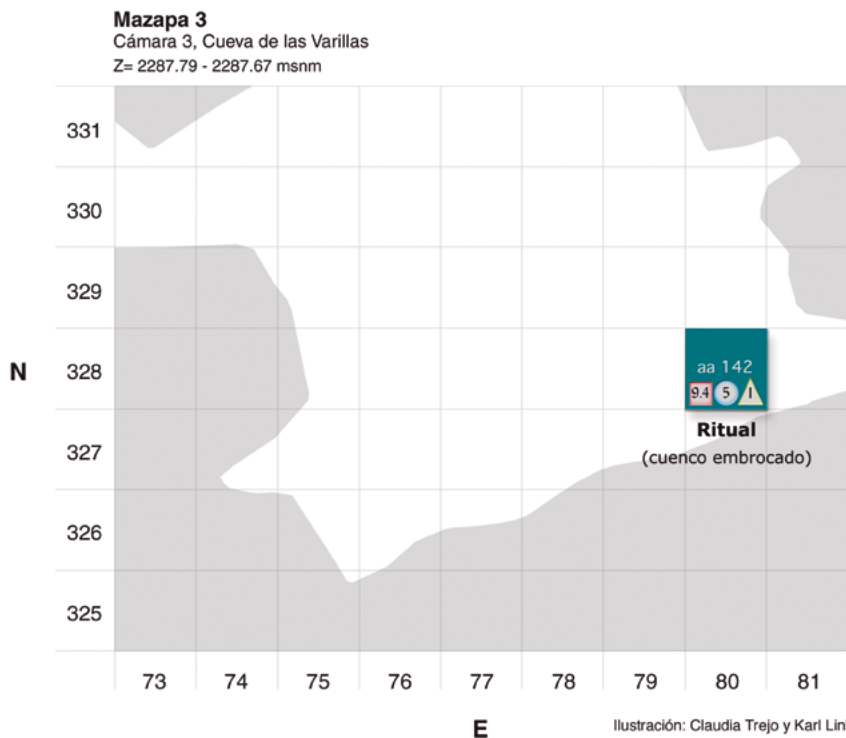 Mazapa 3
Cámara 3, Cueva de las Varillas
Z= 2287.79 - 2287.67 msnm
331
330
329
N
328
aa 142
9.4 5 1
Ritual
(cuenco embrocado)
327
326
325
73 74 75 76 77 78 79 80 81
E
Ilustración: Claudia Trejo y Karl Lin